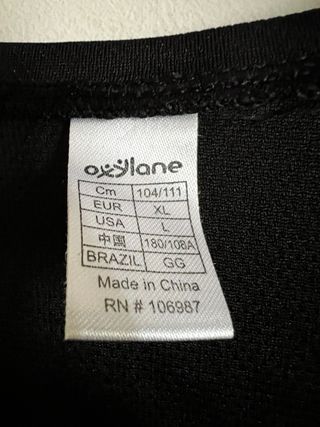 oxylane
Cm 104/111
EUR XL
USA L
中国 180/108A
BRAZIL GG
Made in China
RN # 106987